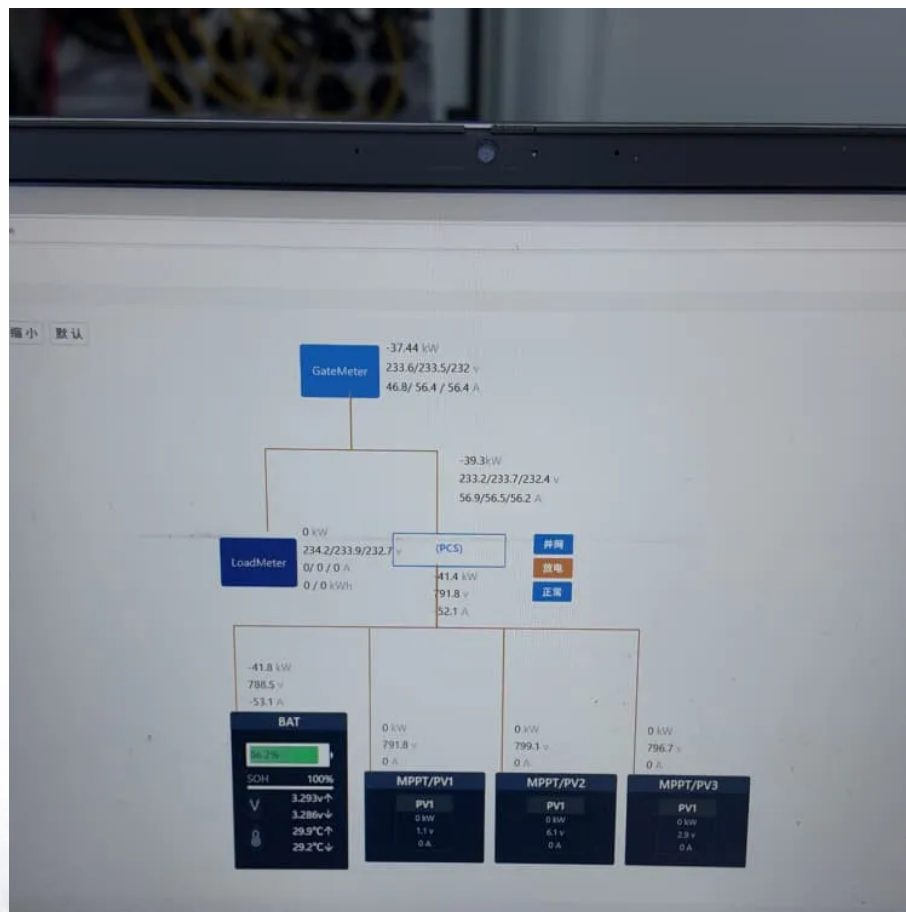 缩小 默认
GateMeter
-37.44 kW
233.6/233.5/232 v
46.8/ 56.4 / 56.4 A
-39.3kW
233.2/233.7/232.4 v
56.9/56.5/56.2 A
LoadMeter
0 kW
234.2/233.9/232.7 v
0/ 0 / 0 A
0 / 0 kWh
(PCS)
并网
放电
正常
-41.4 kW
791.8 v
-52.1 A
-41.8 kW
788.5 v
-53.1 A
BAT
86.2%
SOH 100%
V
3.293v↑
3.286v↓
29.9℃↑
29.2℃↓
0 kW
791.8 v
0 A
MPPT/PV1
PV1
0 kW
1.1 v
0 A
0 kW
799.1 v
0 A
MPPT/PV2
PV1
0 kW
6.1 v
0 A
0 kW
796.7 v
0 A
MPPT/PV3
PV1
0 kW
2.9 v
0 A